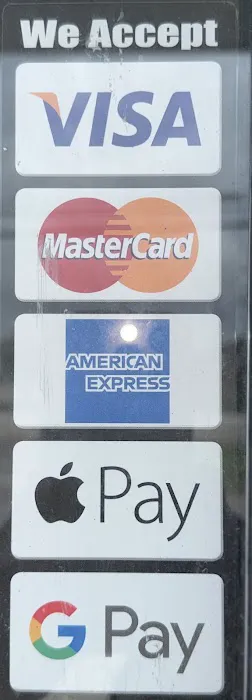 We Accept
VISA
MasterCard
AMERICAN
EXPRESS
Pay
G Pay